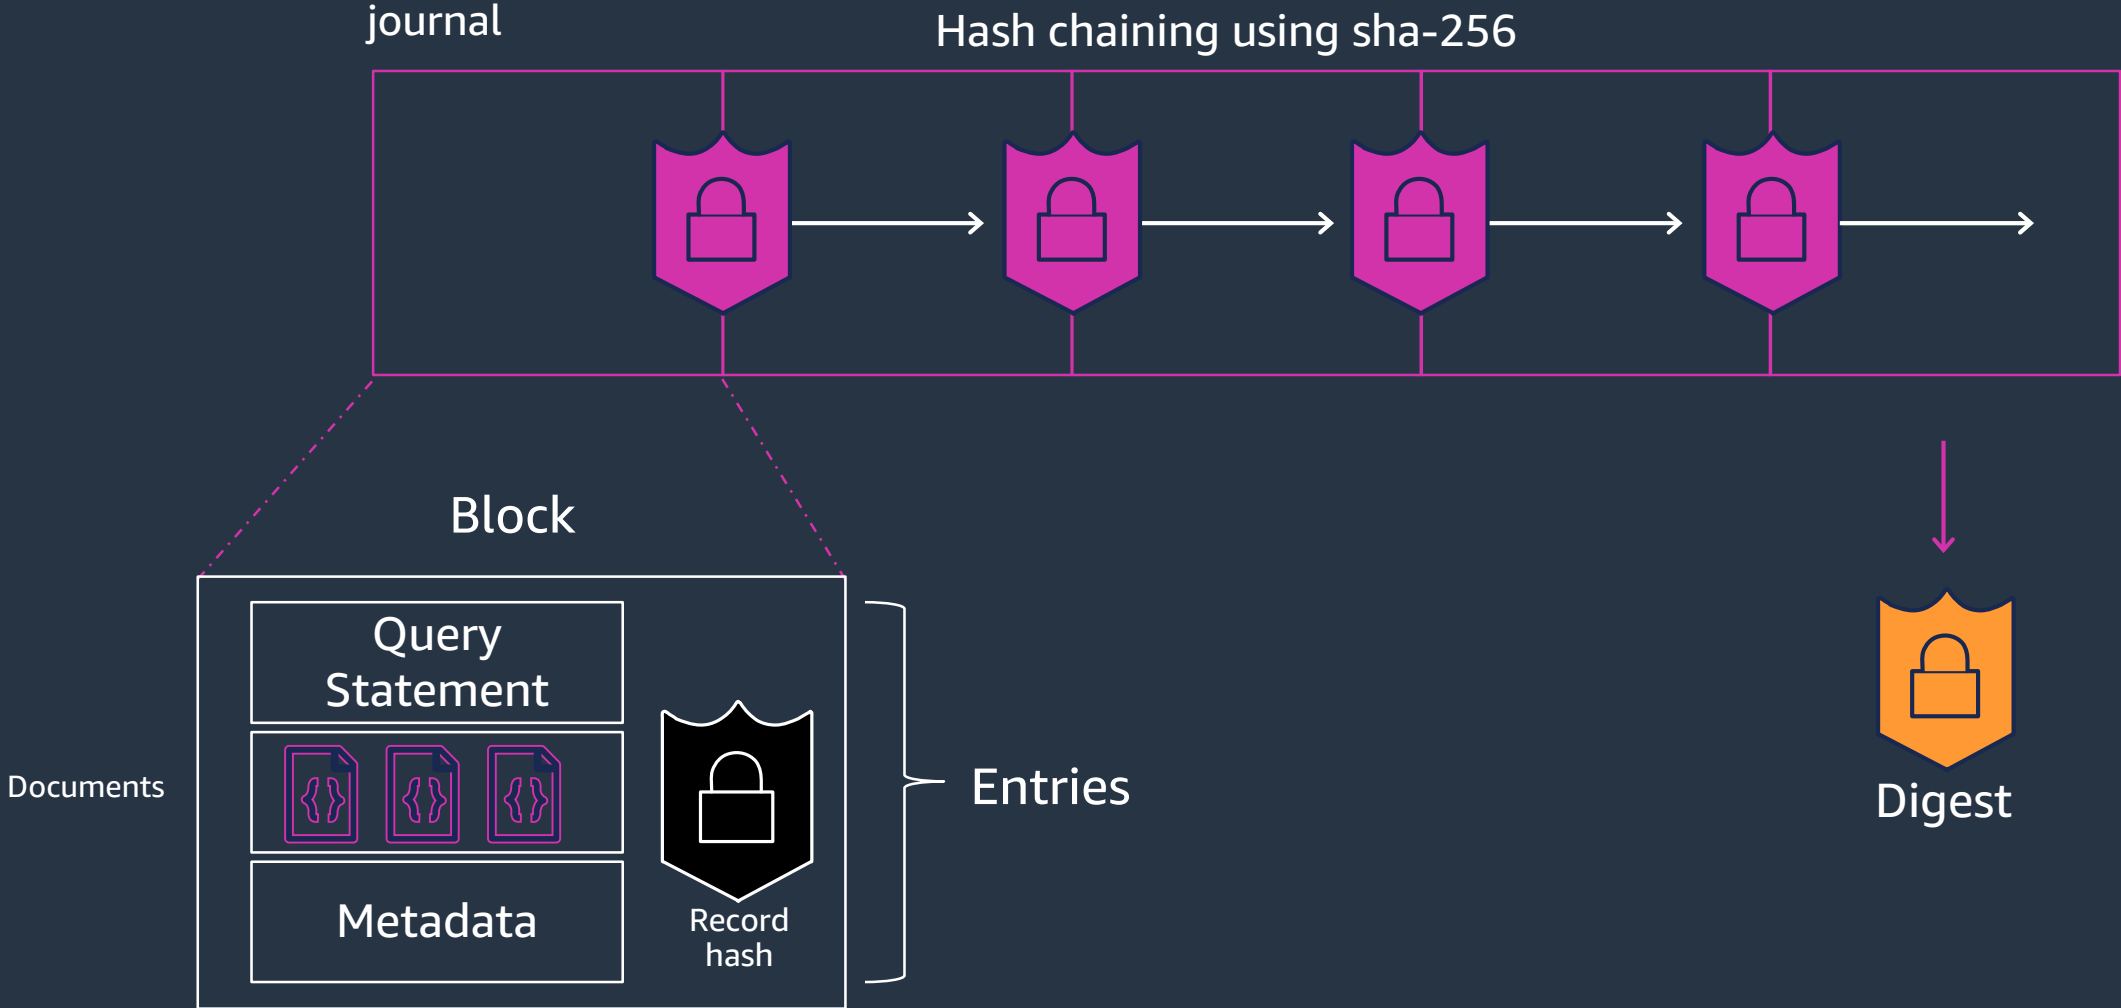 journal
Hash chaining using sha-256
Block
Query
Statement
Documents
Metadata
Record
hash
Entries
Digest